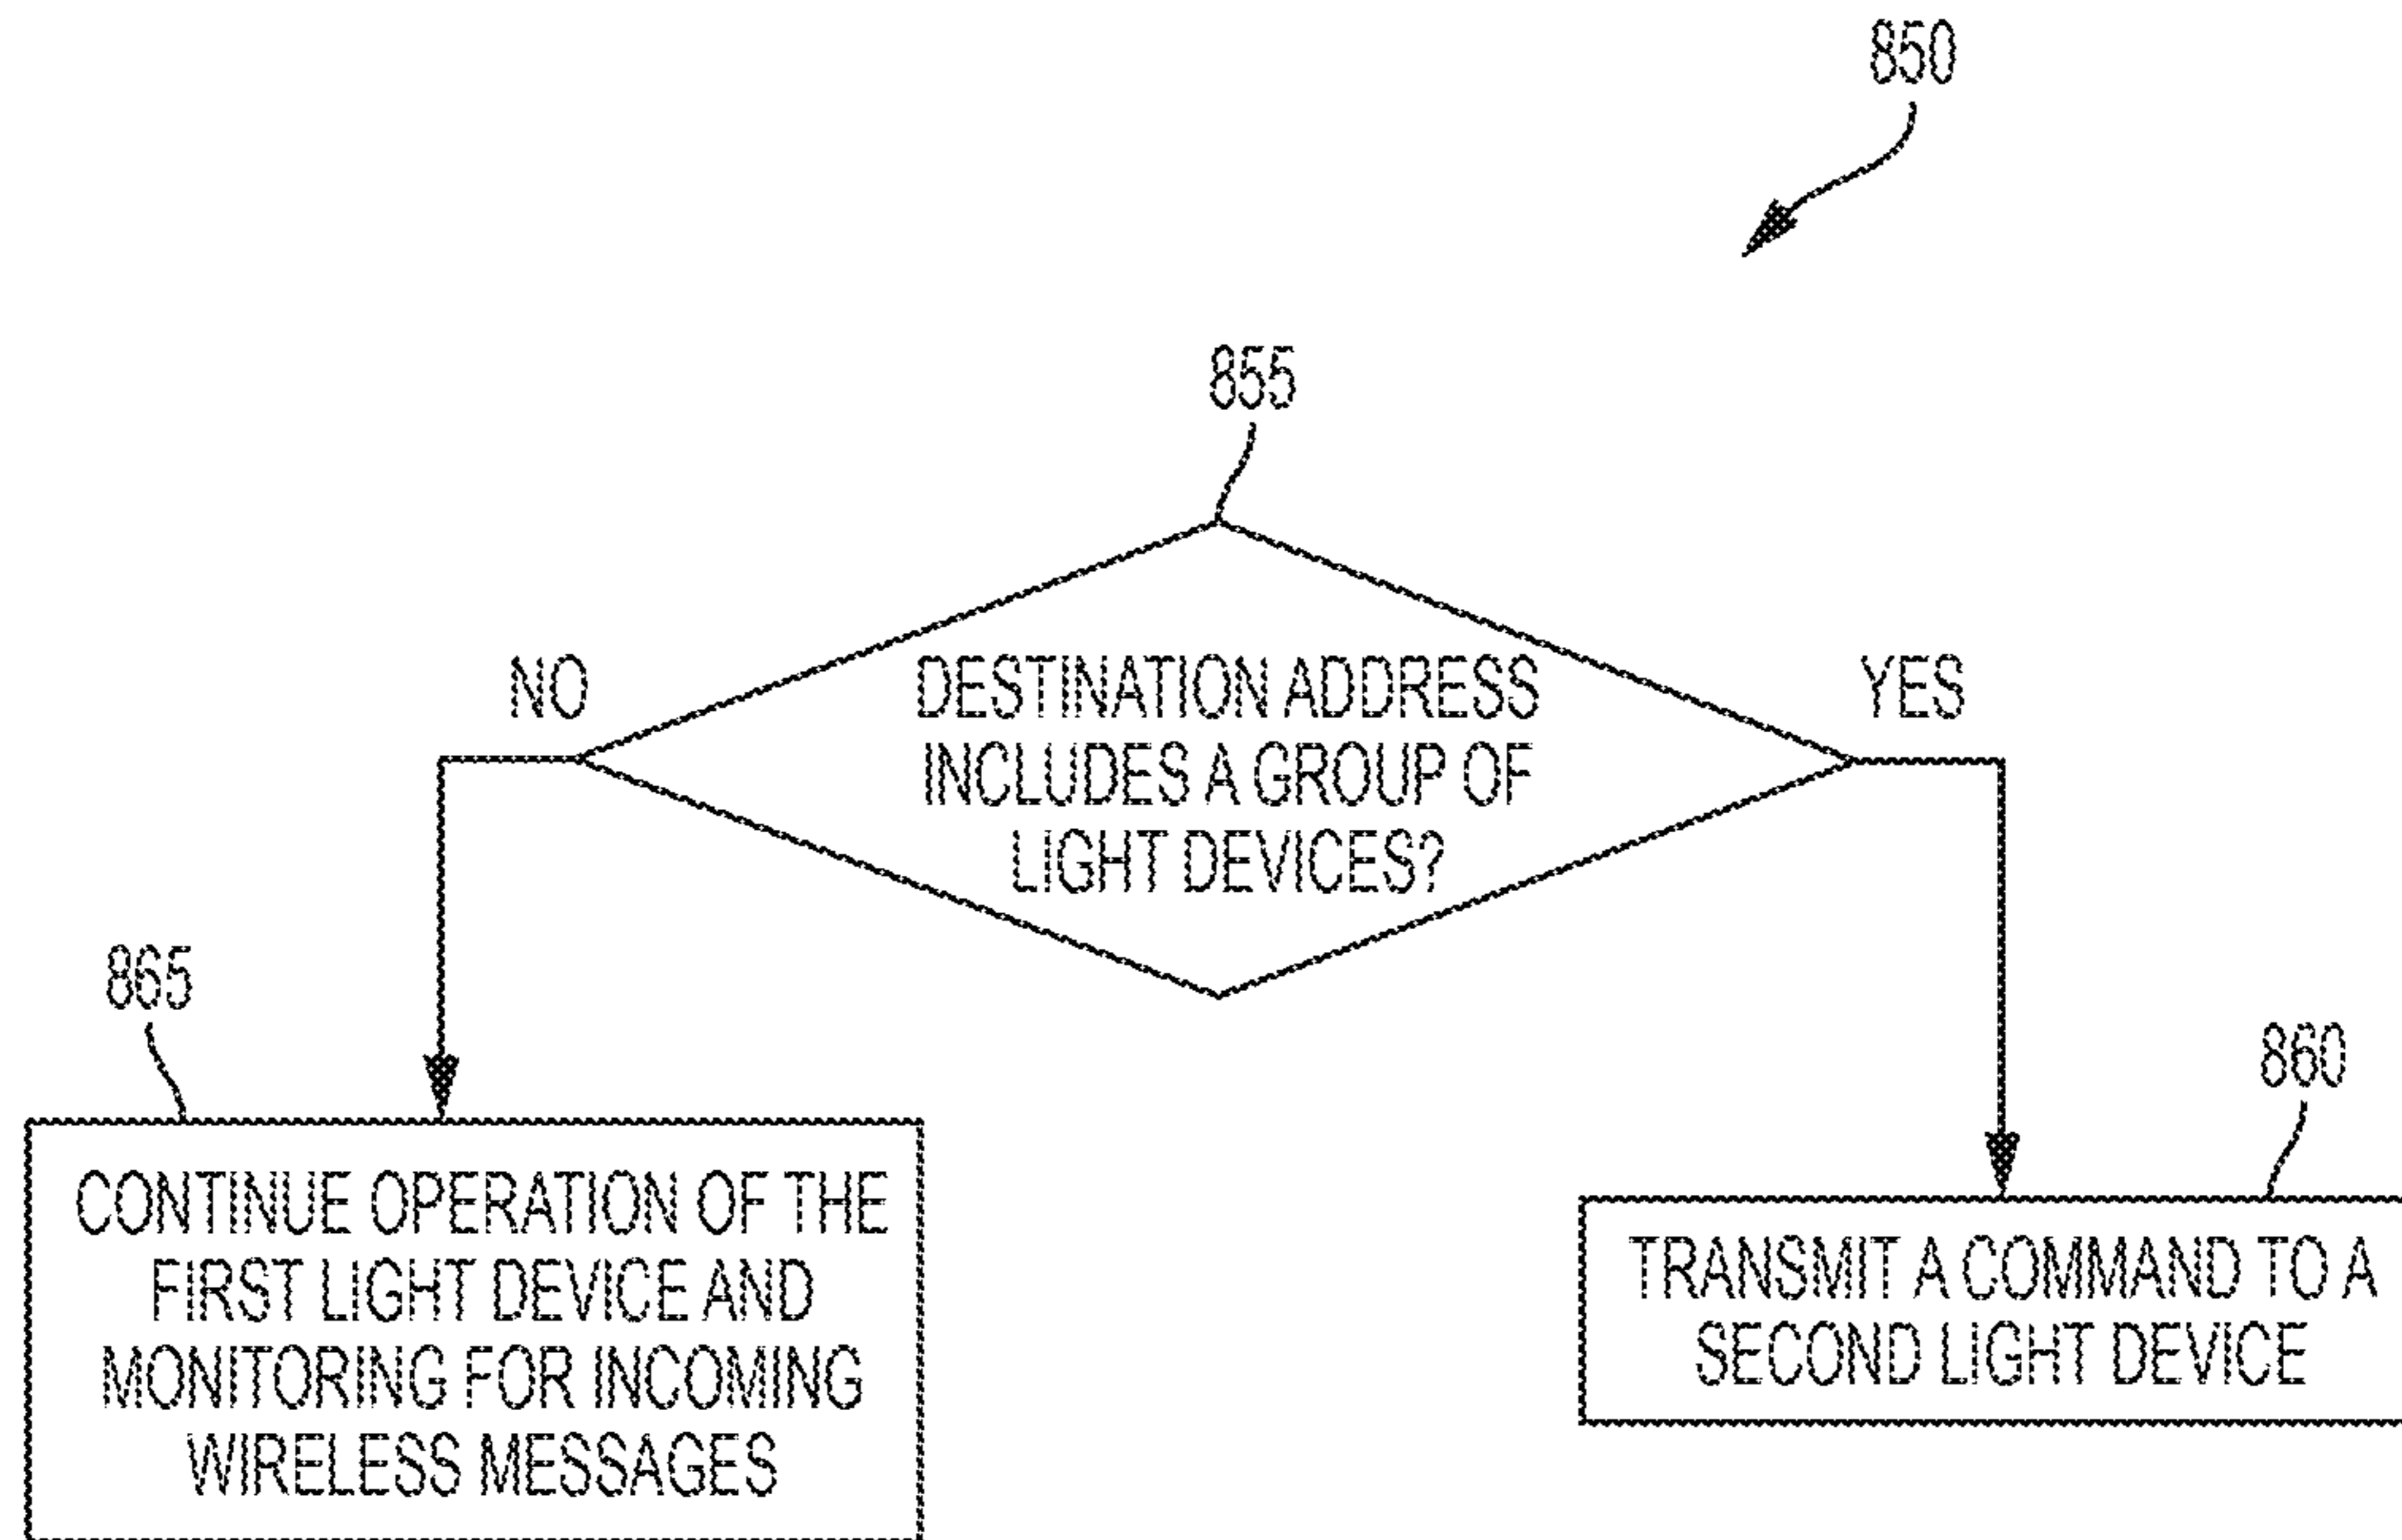 850
855
NO
DESTINATION ADDRESS
INCLUDES A GROUP OF
LIGHT DEVICES?
YES
865
CONTINUE OPERATION OF THE
FIRST LIGHT DEVICE AND
MONITORING FOR INCOMING
WIRELESS MESSAGES
860
TRANSMIT A COMMAND TO A
SECOND LIGHT DEVICE